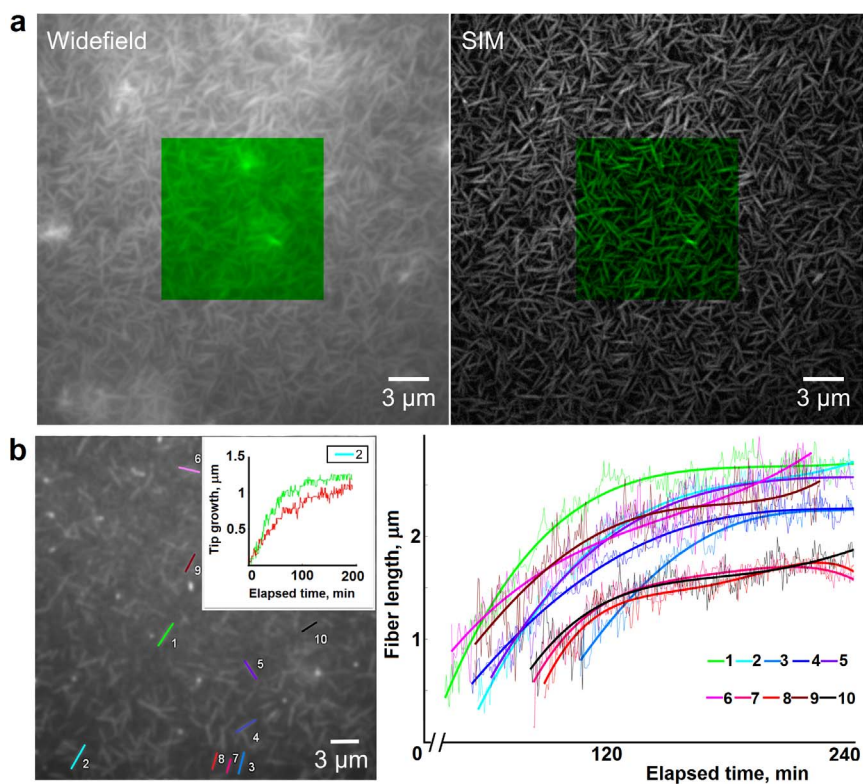 a
Widefield
SIM
3 μm
3 μm
b
6
9
1
10
5
4
2
8
7
3
3 μm
1.5
1
0.5
0
100
200
2
Tip growth, μm
Elapsed time, min
Fiber length, μm
2
1
0
120
240
1 2 3 4 5
6 7 8 9 10
Elapsed time, min